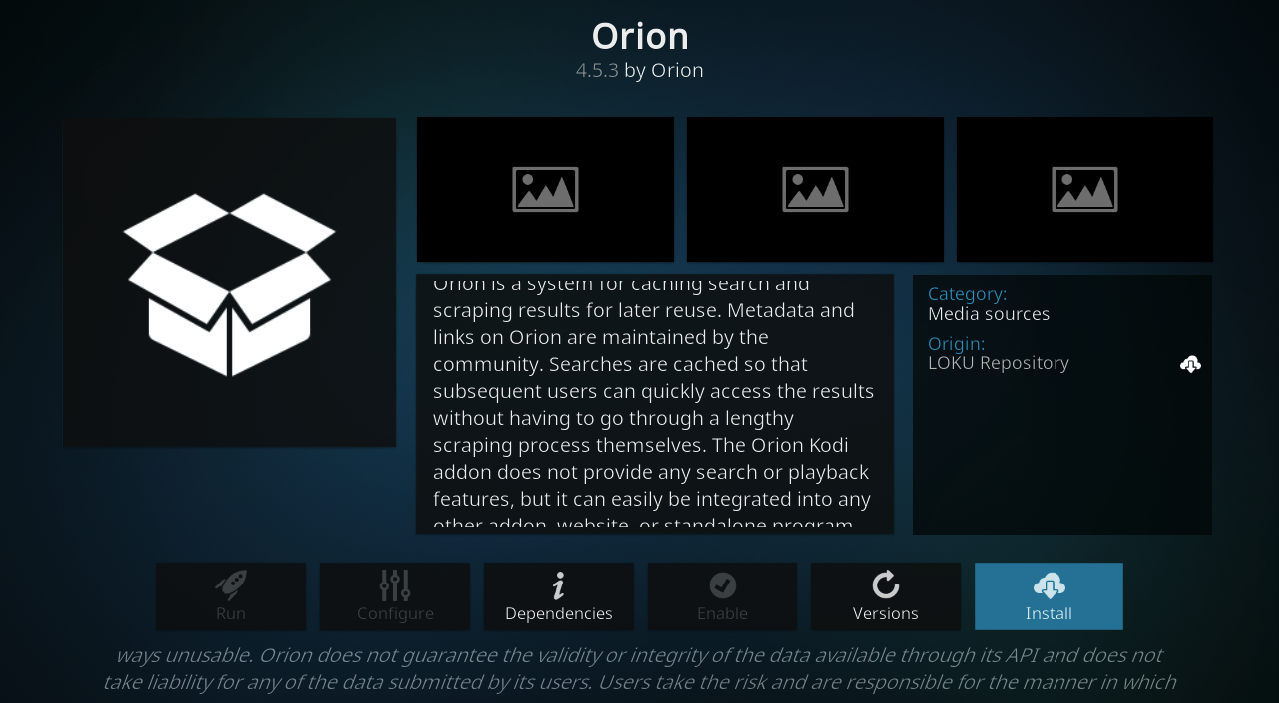 Orion
4.5.3 by Orion
Orion is a system for caching search and
scraping results for later reuse. Metadata and
links on Orion are maintained by the
community. Searches are cached so that
subsequent users can quickly access the results
without having to go through a lengthy
scraping process themselves. The Orion Kodi
addon does not provide any search or playback
features, but it can easily be integrated into any
other addon, website, or standalone program.
Category:
Media sources
Origin:
LOKU Repository
Run
Configure
Dependencies
Enable
Versions
Install
ways unusable. Orion does not guarantee the validity or integrity of the data available through its API and does not
take liability for any of the data submitted by its users. Users take the risk and are responsible for the manner in which